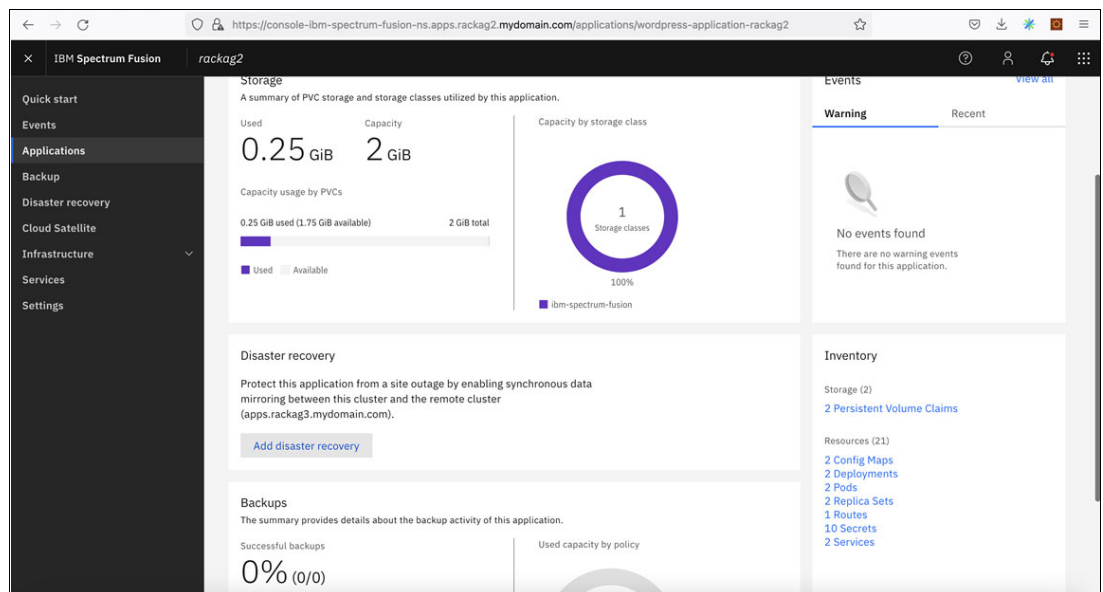 https://console-ibm-spectrum-fusion-ns.apps.rackag2.mydomain.com/applications/wordpress-application-rackag2
IBM Spectrum Fusion
rackag2
Quick start
Events
Applications
Backup
Disaster recovery
Cloud Satellite
Infrastructure
Services
Settings
Storage
A summary of PVC storage and storage classes utilized by this application.
Used
Capacity
0.25 GiB
2 GiB
Capacity usage by PVCs
0.25 GiB used (1.75 GiB available)
2 GiB total
Used
Available
Capacity by storage class
1
Storage classes
100%
ibm-spectrum-fusion
Events
View all
Warning
Recent
No events found
There are no warning events
found for this application.
Disaster recovery
Protect this application from a site outage by enabling synchronous data
mirroring between this cluster and the remote cluster
(apps.rackag3.mydomain.com).
Add disaster recovery
Inventory
Storage (2)
2 Persistent Volume Claims
Resources (21)
2 Config Maps
2 Deployments
2 Pods
2 Replica Sets
1 Routes
10 Secrets
2 Services
Backups
The summary provides details about the backup activity of this application.
Successful backups
0% (0/0)
Used capacity by policy